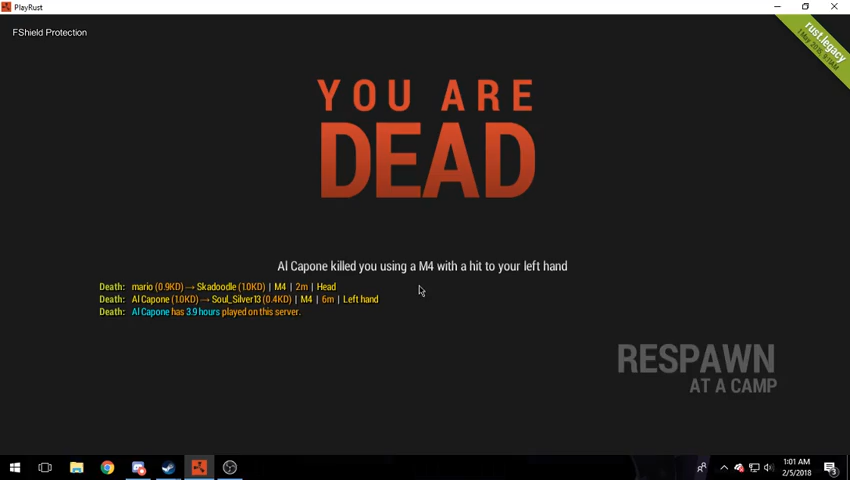 PlayRust
FShield Protection
rust.legacy
YOU ARE
DEAD
Al Capone killed you using a M4 with a hit to your left hand
Death: mario (0.9KD) → Skadoodle (1.0KD) | M4 | 2m | Head
Death: Al Capone (1.0KD) → Soul_Silver13 (0.4KD) | M4 | 6m | Left hand
Death: Al Capone has 3.9 hours played on this server.
RESPAWN
AT A CAMP
1:01 AM
2/5/2018